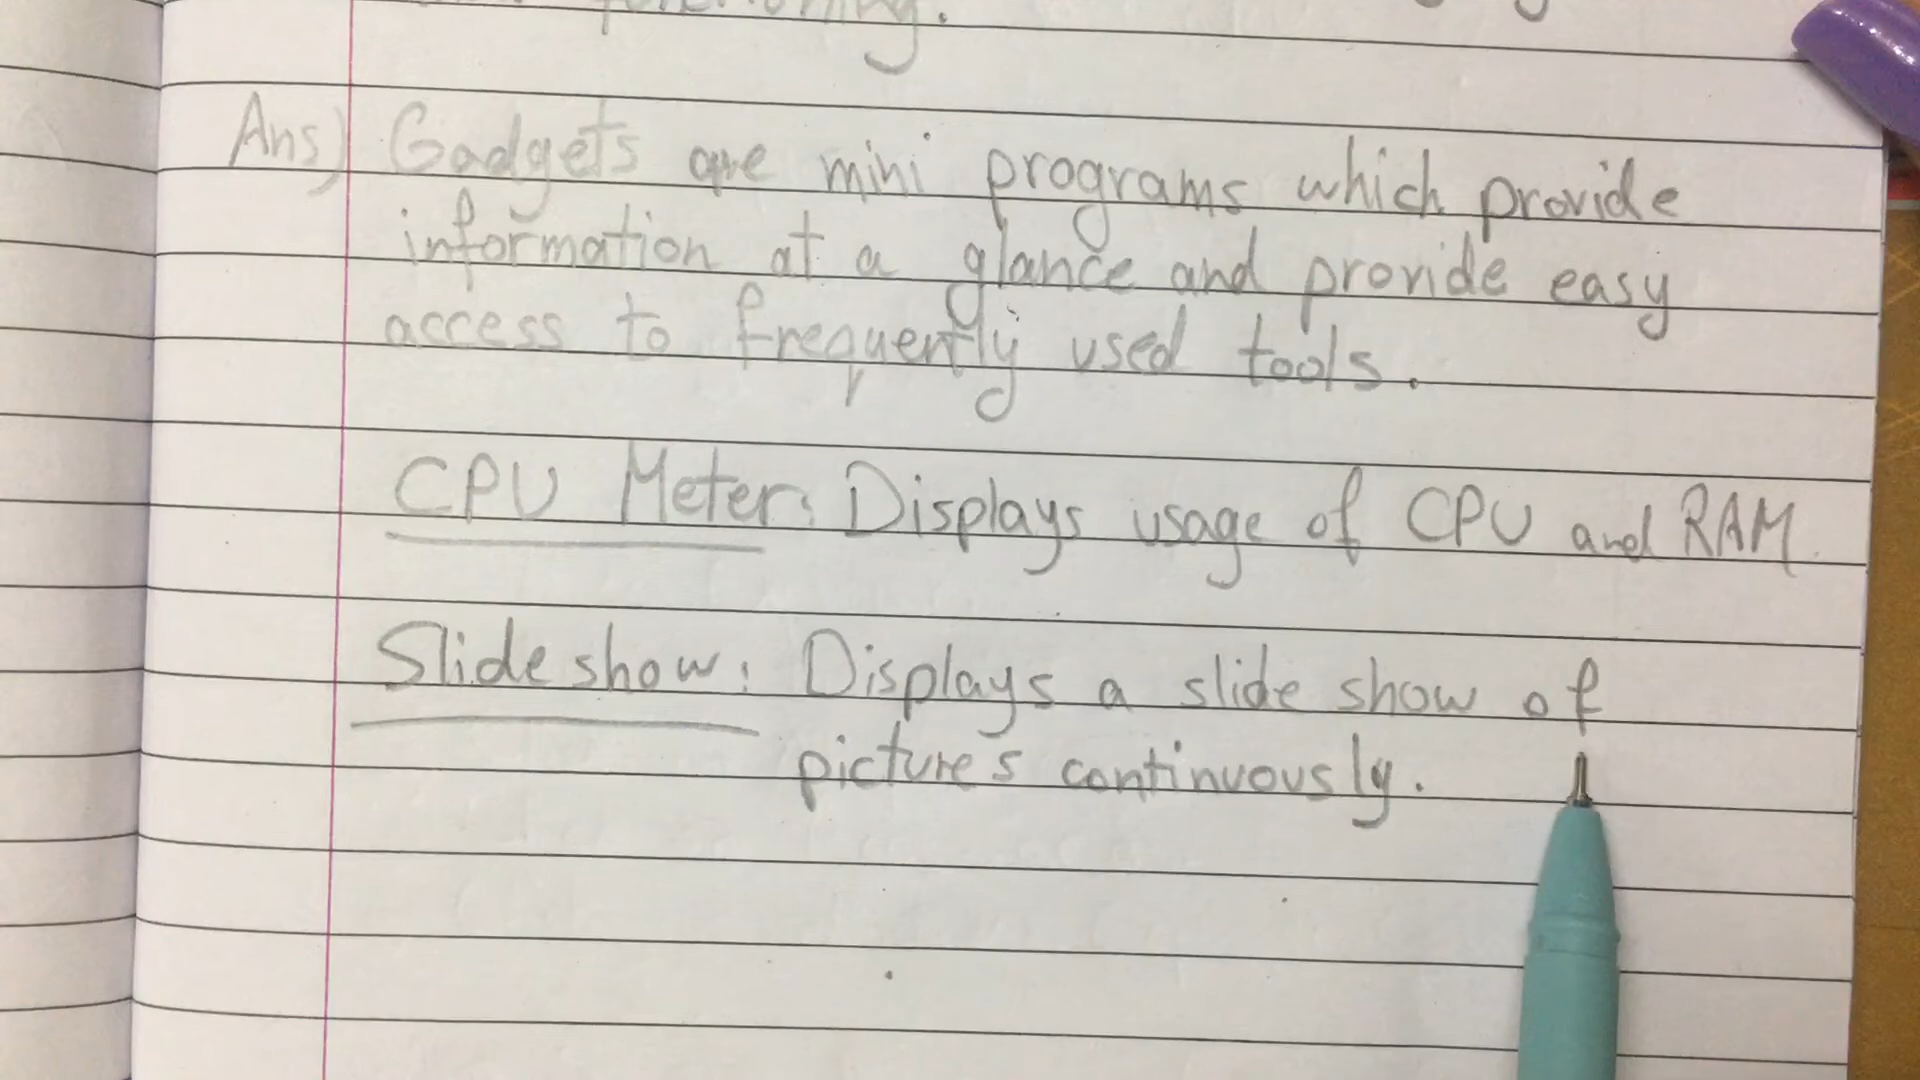 functioning.
Ans) Gadgets are mini programs which provide
information at a glance and provide easy
access to frequently used tools.
CPU Meter: Displays usage of CPU and RAM.
Slide show: Displays a slide show of
pictures continuously.